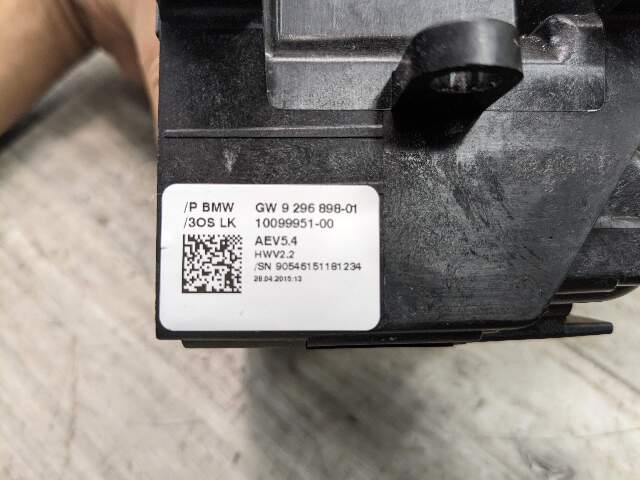 /P BMW GW 9 296 898-01
/3OS LK 10099951-00
AEV5.4
HWV2.2
/SN 90546151181234
28.04.2015:13